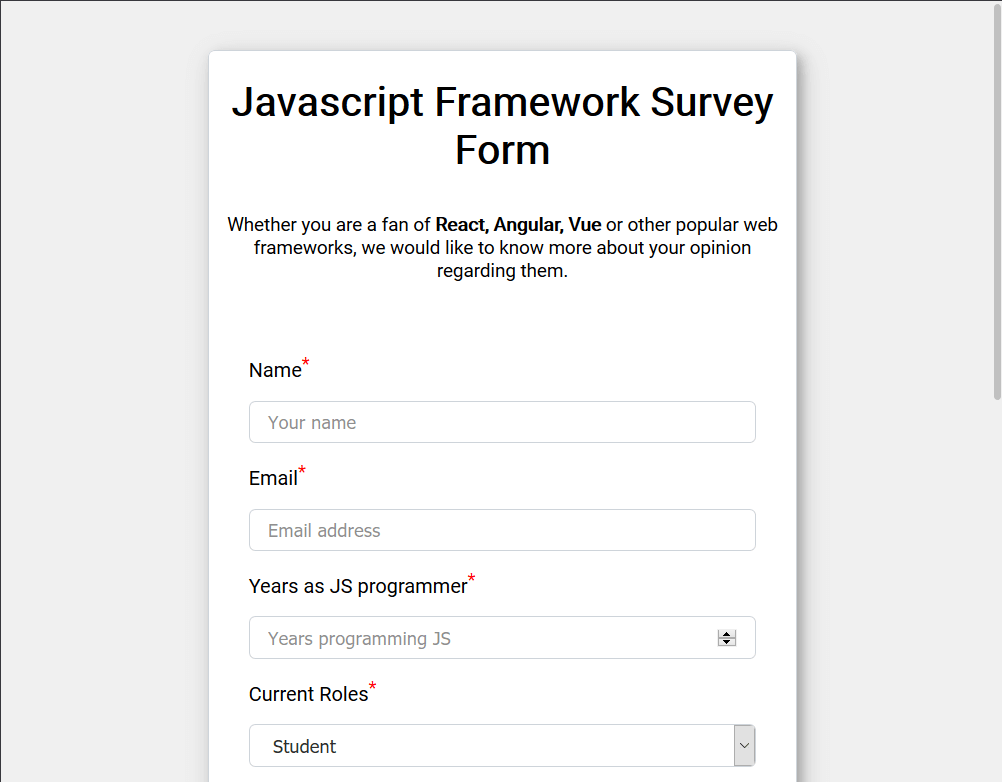 Javascript Framework Survey
Form
Whether you are a fan of React, Angular, Vue or other popular web
frameworks, we would like to know more about your opinion
regarding them.
Name*
Your name
Email*
Email address
Years as JS programmer*
Years programming JS
Current Roles*
Student